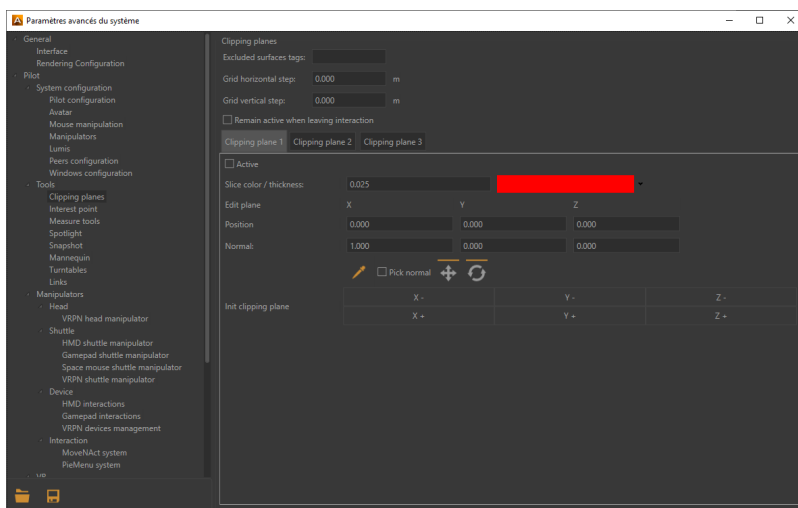 Paramètres avancés du système
General
Interface
Rendering Configuration
Pilot
System configuration
Pilot configuration
Avatar
Mouse manipulation
Manipulators
Lumis
Peers configuration
Windows configuration
Tools
Clipping planes
Interest point
Measure tools
Spotlight
Snapshot
Mannequin
Turntables
Links
Manipulators
Head
VRPN head manipulator
Shuttle
HMD shuttle manipulator
Gamepad shuttle manipulator
Space mouse shuttle manipulator
VRPN shuttle manipulator
Device
HMD interactions
Gamepad interactions
VRPN devices management
Interaction
MoveNAct system
PieMenu system
VR
Clipping planes
Excluded surfaces tags:
Grid horizontal step: 0.000 m
Grid vertical step: 0.000 m
Remain active when leaving interaction
Clipping plane 1 Clipping plane 2 Clipping plane 3
Active
Slice color / thickness: 0.025
Edit plane X Y Z
Position 0.000 0.000 0.000
Normal: 1.000 0.000 0.000
Pick normal
Init clipping plane
X - Y - Z -
X + Y + Z +